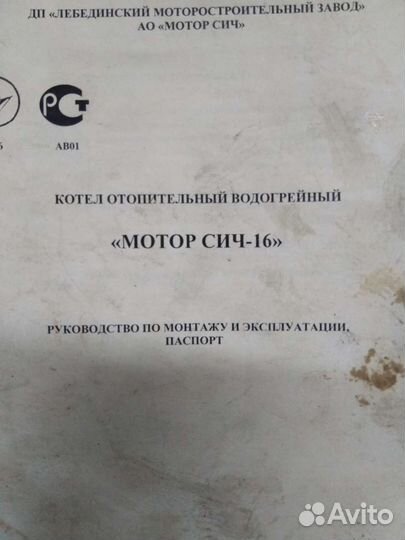 ДП «ЛЕБЕДИНСКИЙ МОТОРОСТРОИТЕЛЬНЫЙ ЗАВОД»
АО «МОТОР СИЧ»
РСТ
АВ01
КОТЕЛ ОТОПИТЕЛЬНЫЙ ВОДОГРЕЙНЫЙ
«МОТОР СИЧ-16»
РУКОВОДСТВО ПО МОНТАЖУ И ЭКСПЛУАТАЦИИ.
ПАСПОРТ
Avito